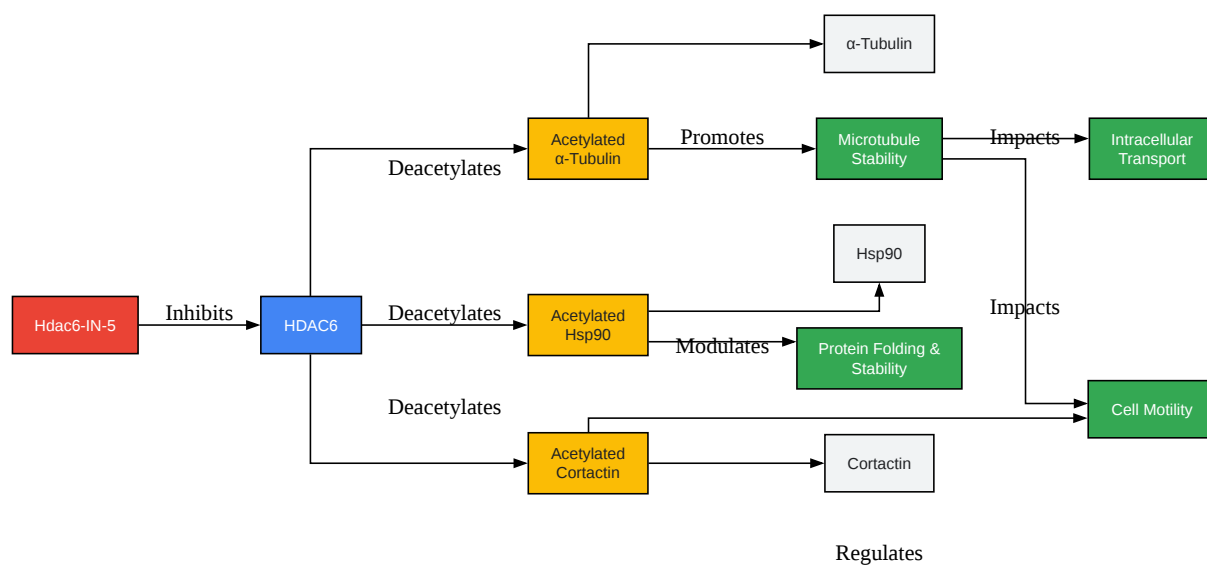 α-Tubulin
Acetylated
α-Tubulin
Promotes
Microtubule
Stability
Impacts
Intracellular
Transport
Deacetylates
Hsp90
Hdac6-IN-5
Inhibits
HDAC6
Deacetylates
Acetylated
Hsp90
Modulates
Protein Folding &
Stability
Impacts
Deacetylates
Cell Motility
Acetylated
Cortactin
Cortactin
Regulates